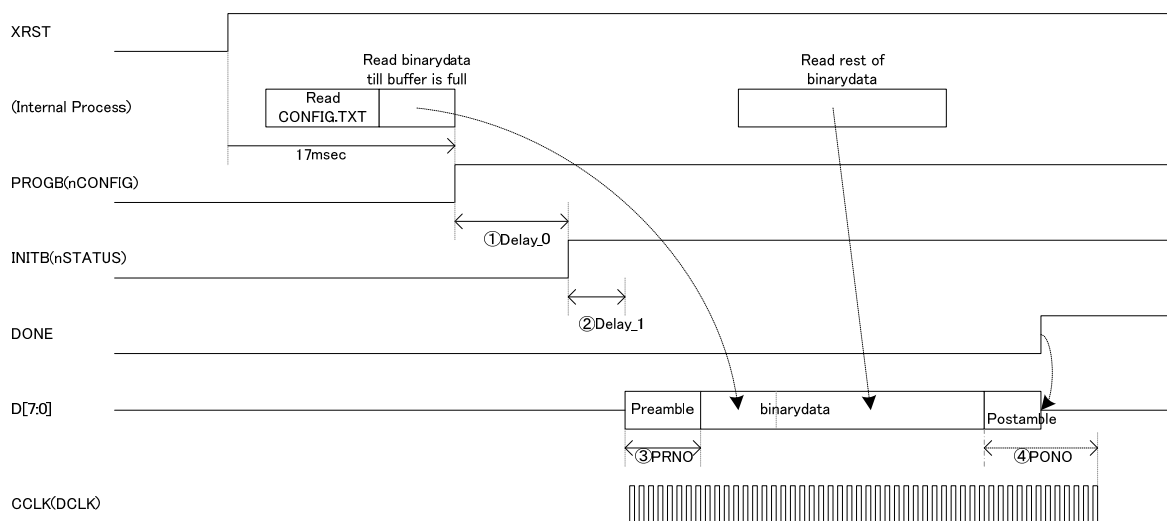 XRST
Read binarydata
till buffer is full
Read rest of
binarydata
(Internal Process)
Read
CONFIG.TXT
17msec
PROGB(nCONFIG)
①Delay_0
INITB(nSTATUS)
②Delay_1
DONE
D[7:0]
Preamble
binarydata
Postamble
③PRNO
④PONO
CCLK(DCLK)